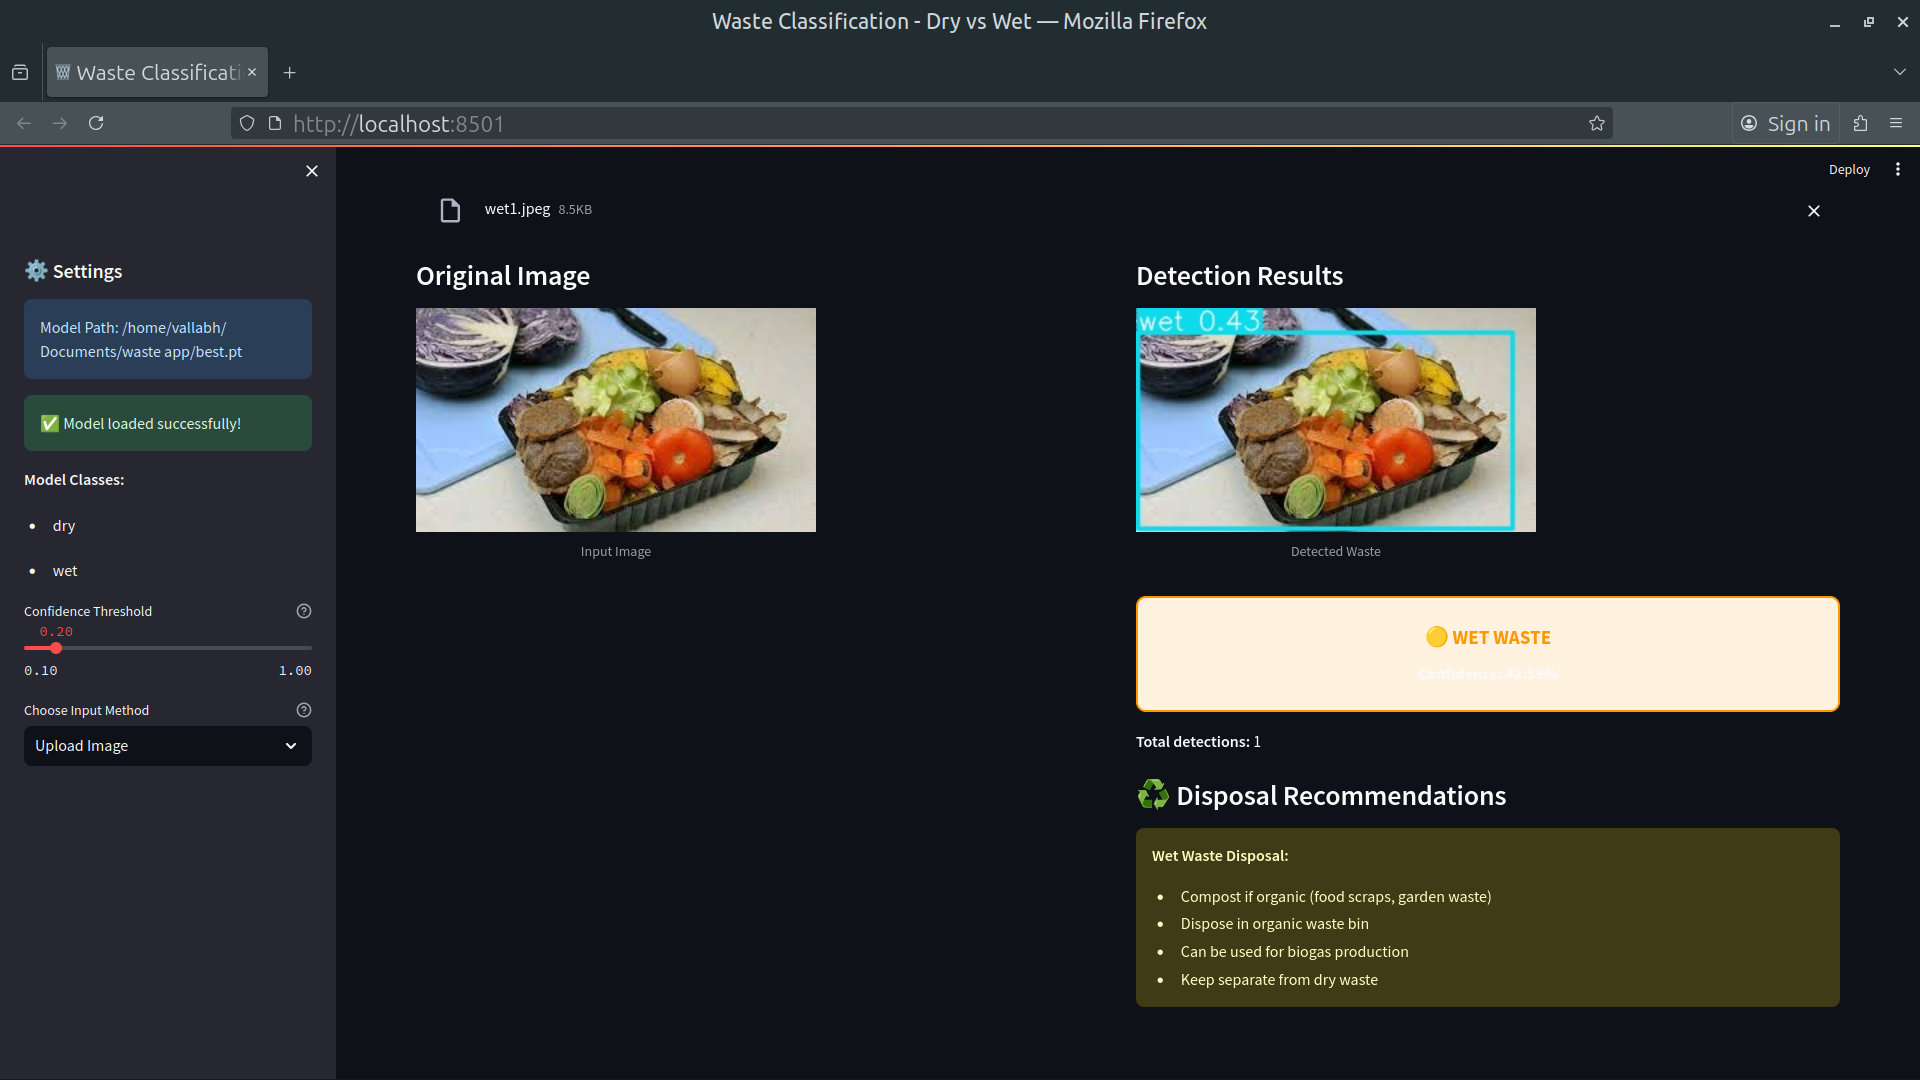 Waste Classification - Dry vs Wet — Mozilla Firefox
Waste Classificati
http://localhost:8501
Sign in
Deploy
wet1.jpeg 8.5KB
⚙️ Settings
Model Path: /home/vallabh/
Documents/waste app/best.pt
✅ Model loaded successfully!
Model Classes:
• dry
• wet
Confidence Threshold
0.20
0.10 1.00
Choose Input Method
Upload Image
Original Image
Input Image
Detection Results
wet 0.43
Detected Waste
🟡 WET WASTE
Confidence: 42.59%
Total detections: 1
♻️ Disposal Recommendations
Wet Waste Disposal:
• Compost if organic (food scraps, garden waste)
• Dispose in organic waste bin
• Can be used for biogas production
• Keep separate from dry waste